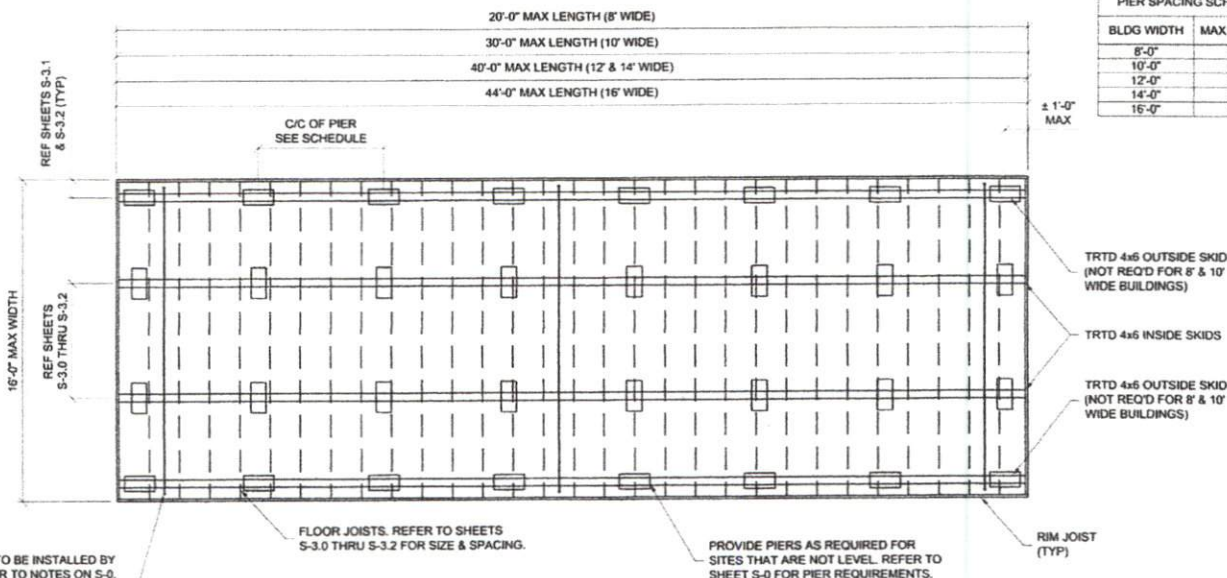 20'-0" MAX LENGTH (8' WIDE)
30'-0" MAX LENGTH (10' WIDE)
40'-0" MAX LENGTH (12' & 14' WIDE)
44'-0" MAX LENGTH (16' WIDE)
PIER SPACING SCH
BLDG WIDTH MAX
8'-0"
10'-0"
12'-0"
14'-0"
16'-0"
± 1'-0"
MAX
REF SHEETS S-3.1
& S-3.2 (TYP)
C/C OF PIER
SEE SCHEDULE
16'-0" MAX WIDTH
REF SHEETS
S-3.0 THRU S-3.2
TRTD 4x6 OUTSIDE SKID
(NOT REQ'D FOR 8' & 10'
WIDE BUILDINGS)
TRTD 4x6 INSIDE SKIDS
TRTD 4x6 OUTSIDE SKID
(NOT REQ'D FOR 8' & 10'
WIDE BUILDINGS)
TO BE INSTALLED BY
R TO NOTES ON S-0.
FLOOR JOISTS. REFER TO SHEETS
S-3.0 THRU S-3.2 FOR SIZE & SPACING.
PROVIDE PIERS AS REQUIRED FOR
SITES THAT ARE NOT LEVEL. REFER TO
SHEET S-0 FOR PIER REQUIREMENTS.
RIM JOIST
(TYP)